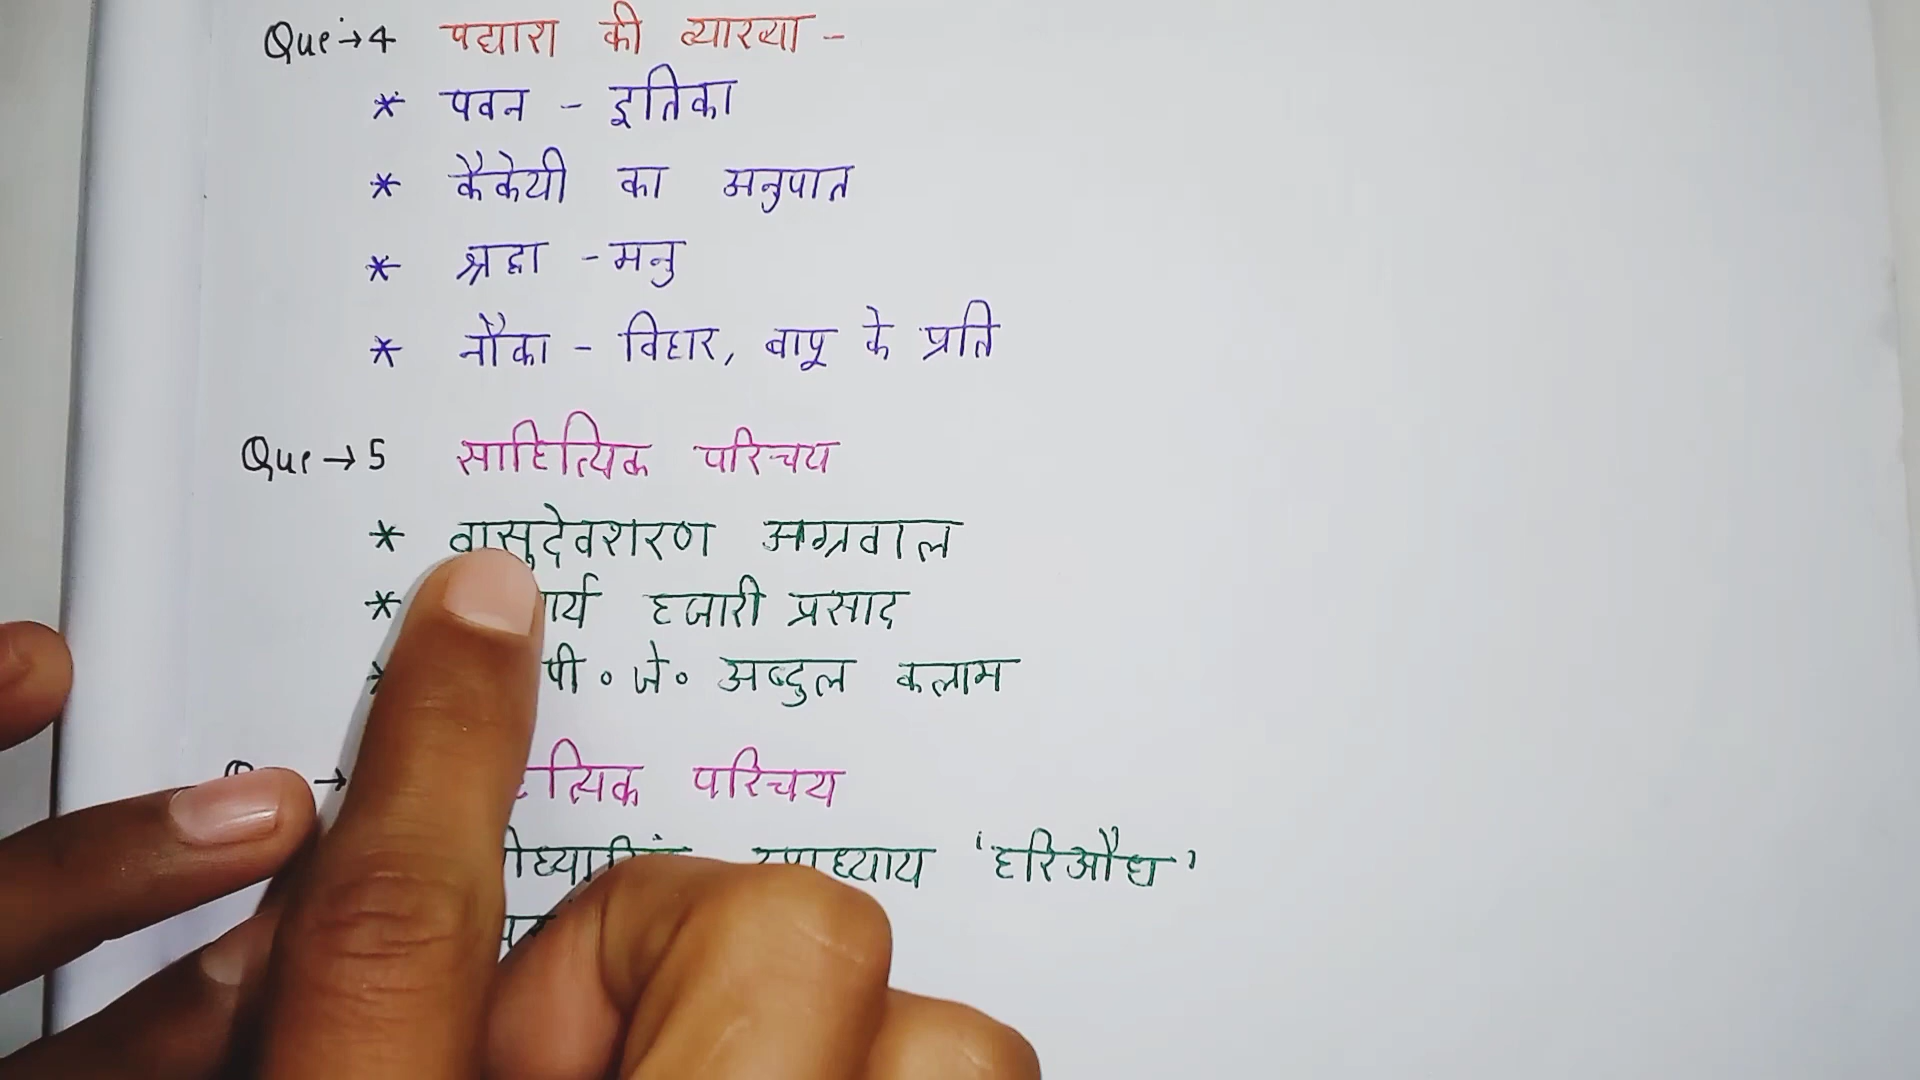 Que → 4 पद्यांश की व्याख्या -
* पवन - दूतिका
* कैकेयी का अनुपात
* श्रद्धा - मनु
* नौका - विहार, बापू के प्रति
Que → 5 साहित्यिक परिचय
* वासुदेवशरण अग्रवाल
* हजारी प्रसाद
* पी० जे० अब्दुल कलाम
→ परिचय
'हरिऔध'